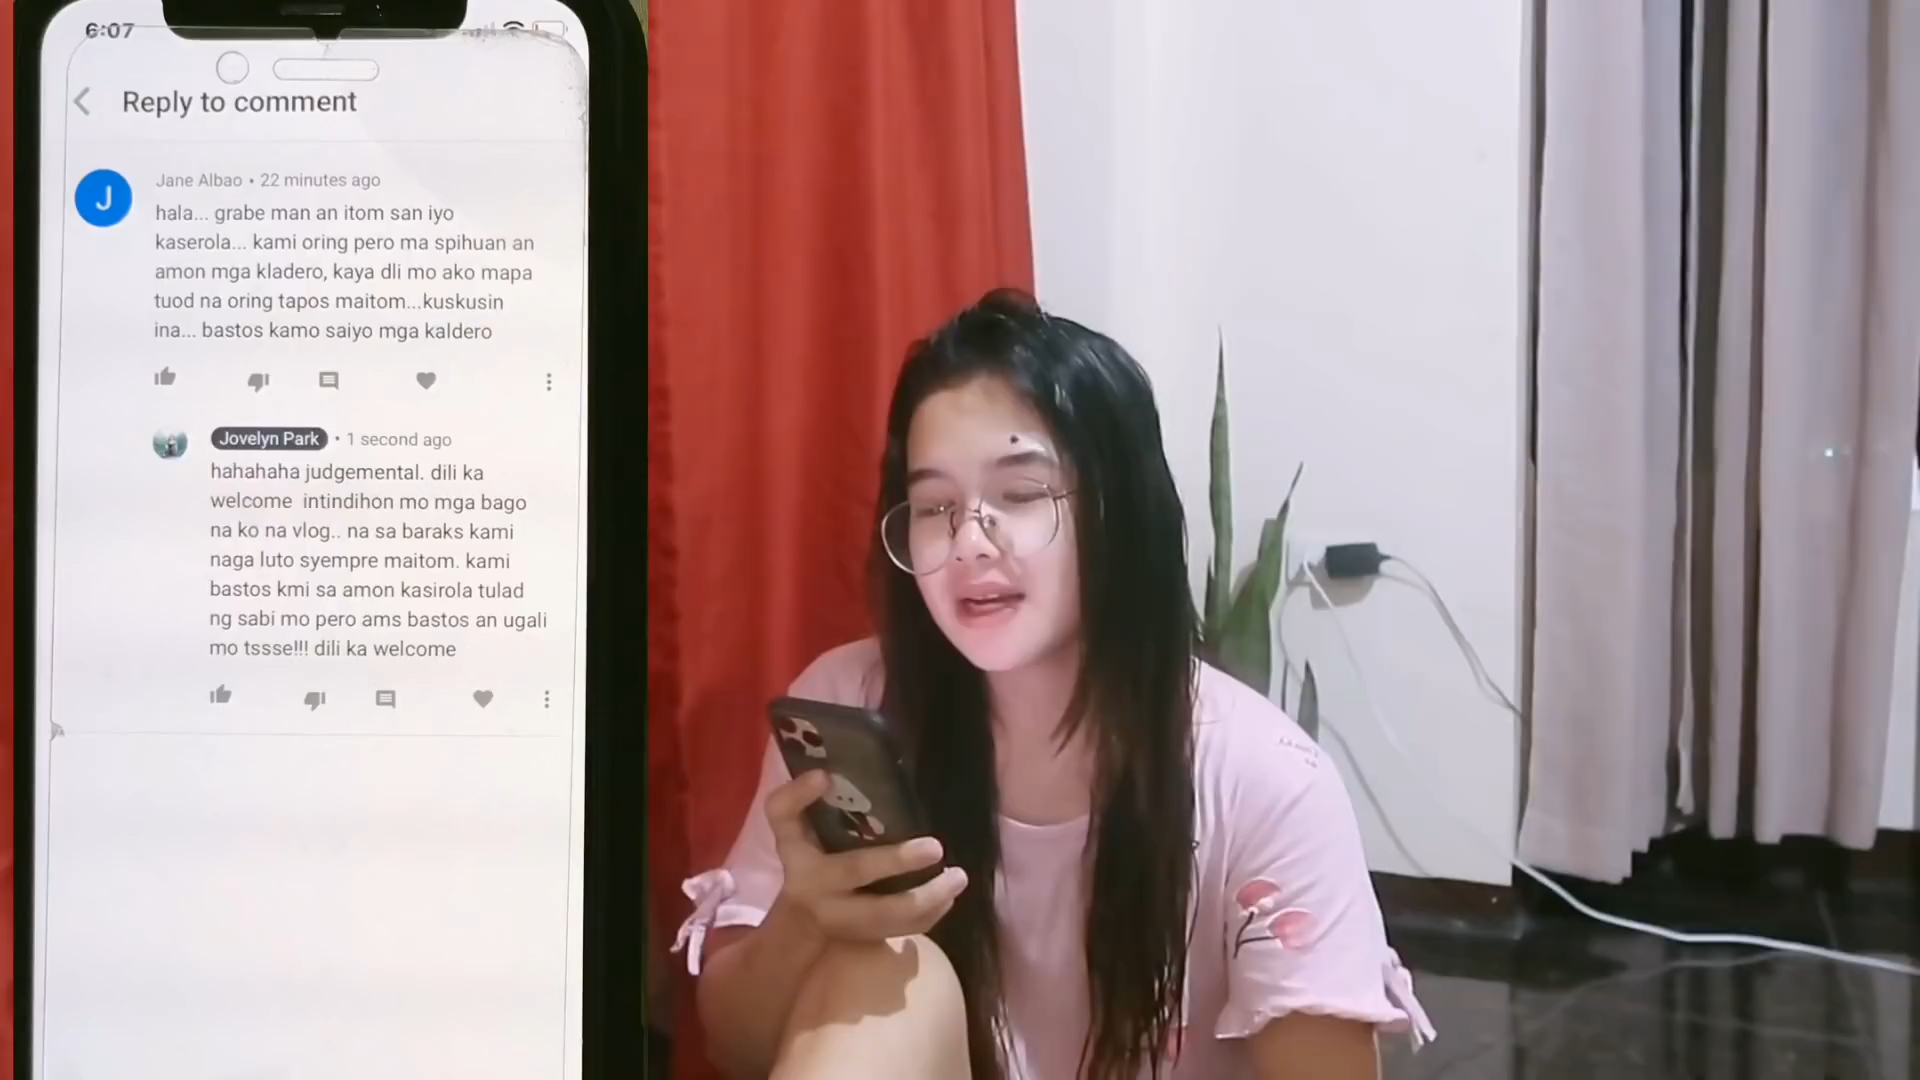 6:07
Reply to comment
J
Jane Albao • 22 minutes ago
hala... grabe man an itom san iyo
kaserola... kami oring pero ma spihuan an
amon mga kladero, kaya dli mo ako mapa
tuod na oring tapos maitom...kuskusin
ina... bastos kamo saiyo mga kaldero
Jovelyn Park • 1 second ago
hahahaha judgemental. dili ka
welcome intindihon mo mga bago
na ko na vlog.. na sa baraks kami
naga luto syempre maitom. kami
bastos kmi sa amon kasirola tulad
ng sabi mo pero ams bastos an ugali
mo tssse!!! dili ka welcome